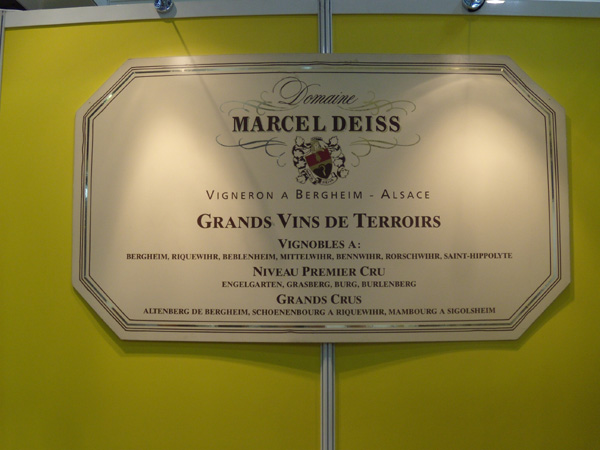 Domaine
MARCEL DEISS
VIGNERON A BERGHEIM - ALSACE
GRANDS VINS DE TERROIRS
VIGNOBLES A:
BERGHEIM, RIQUEWIHR, BEBLENHEIM, MITTELWIHR, BENNWIHR, RORSCHWIHR, SAINT-HIPPOLYTE
NIVEAU PREMIER CRU
ENGELGARTEN, GRASBERG, BURG, BURLENBERG
GRANDS CRUS
ALTENBERG DE BERGHEIM, SCHOENENBOURG A RIQUEWIHR, MAMBOURG A SIGOLSHEIM